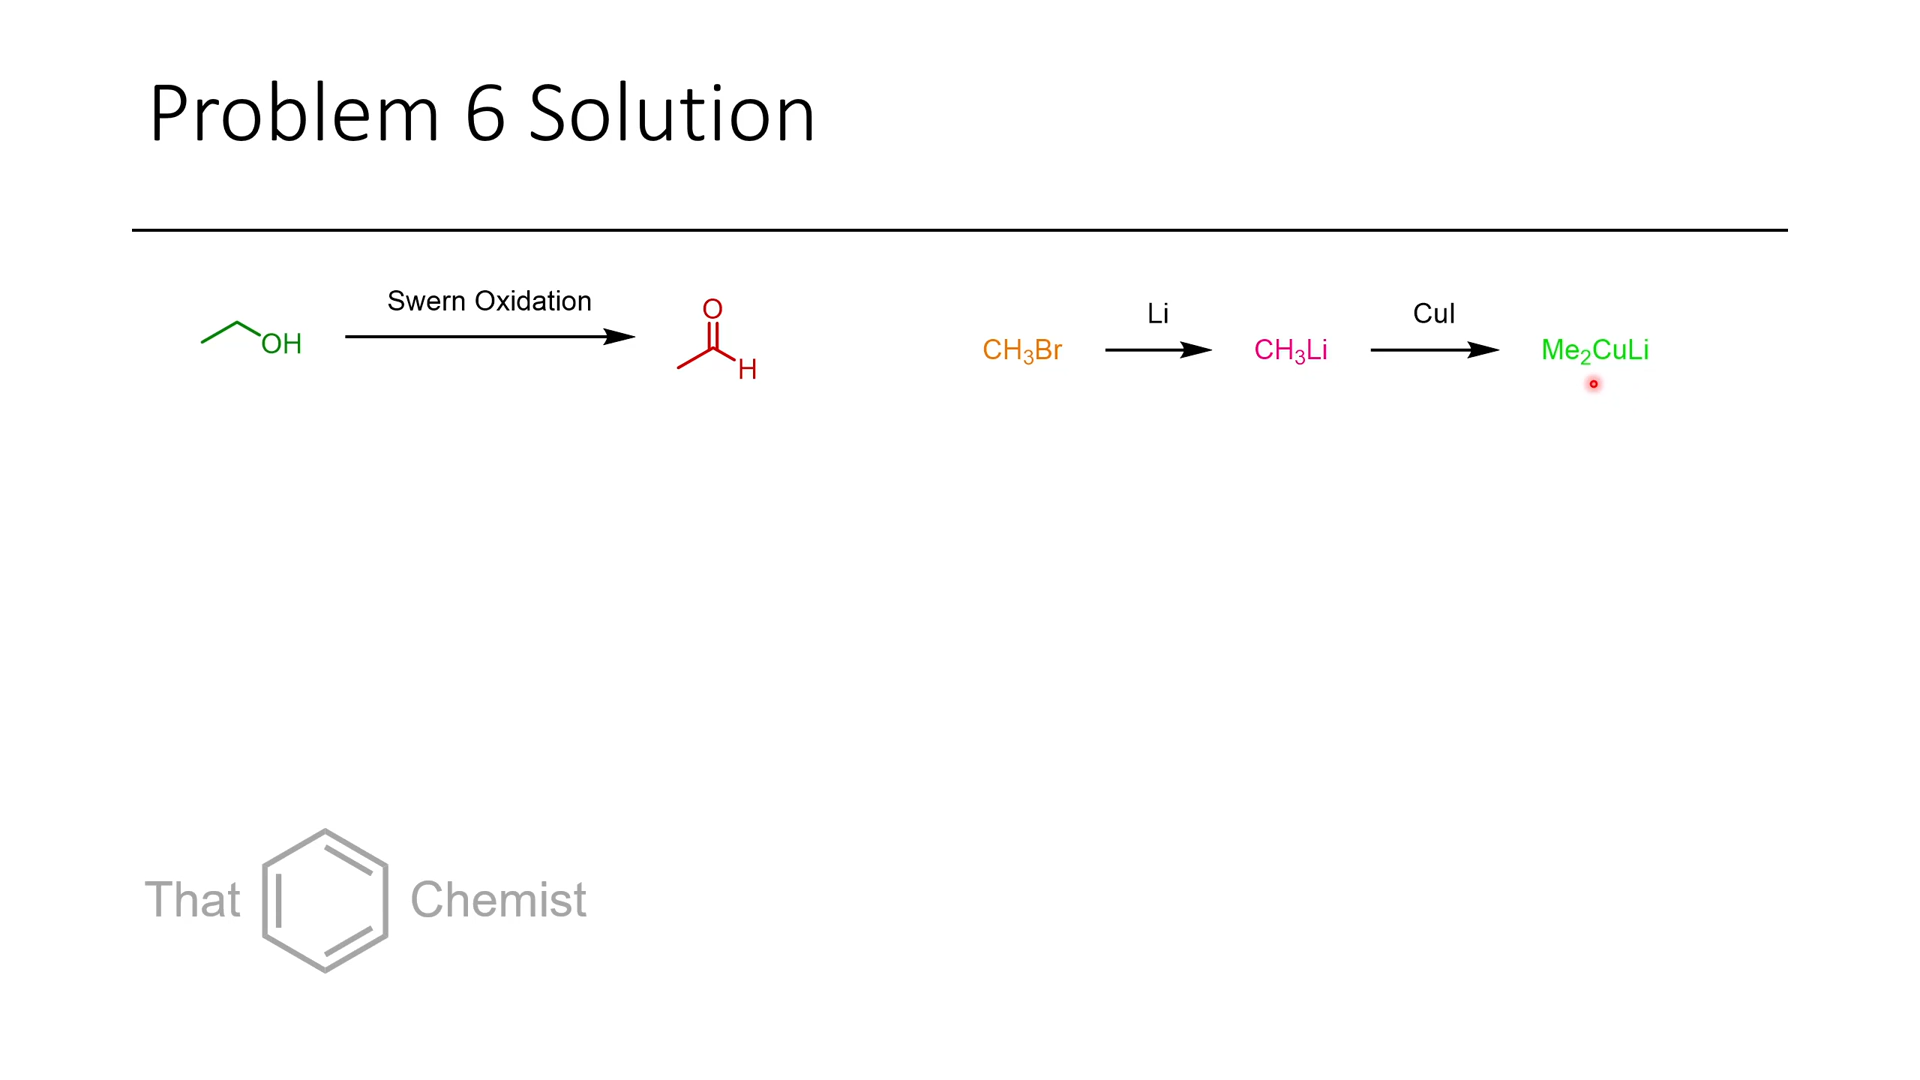 Problem 6 Solution
Swern Oxidation
OH
O
H
Li
CuI
CH₃Br
CH₃Li
Me₂CuLi
That Chemist